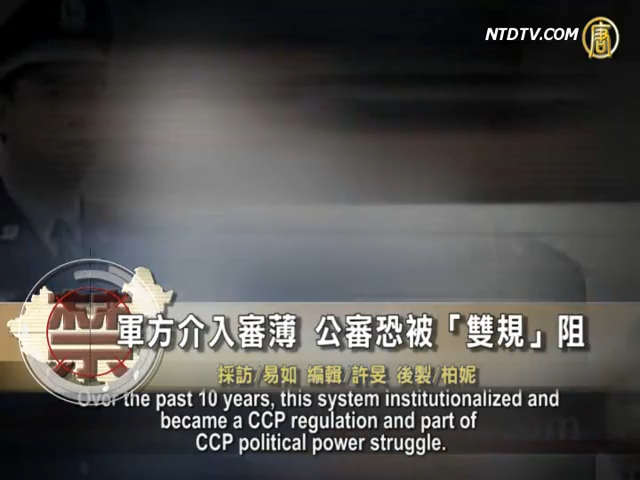 NTDTV.COM
唐
禁
軍方介入審薄 公審恐被「雙規」阻
採訪/易如 編輯/許旻 後製/柏妮
Over the past 10 years, this system institutionalized and
became a CCP regulation and part of
CCP political power struggle.